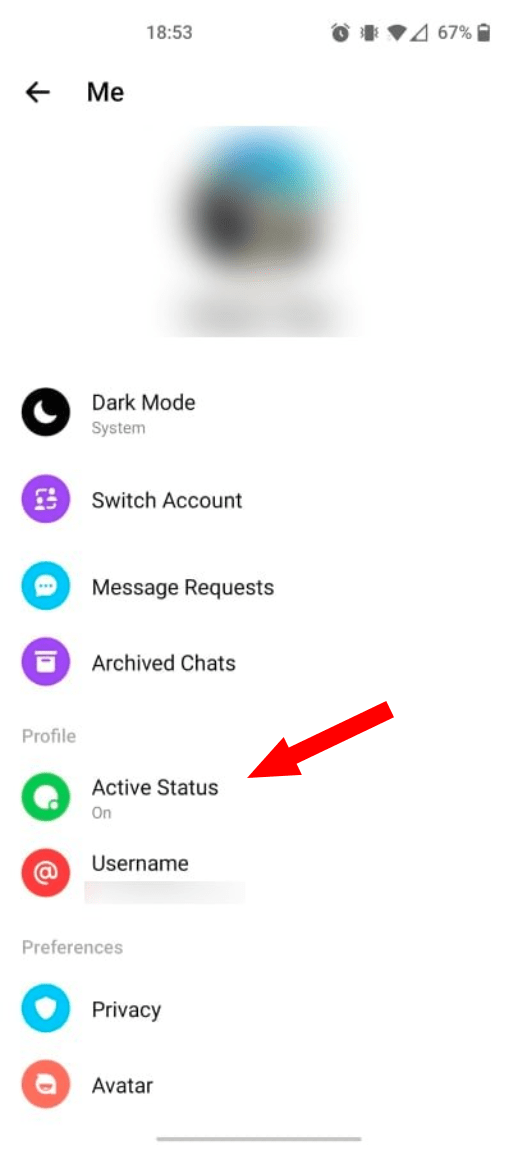 18:53
67%
Me
Dark Mode
System
Switch Account
Message Requests
Archived Chats
Profile
Active Status
On
Username
Preferences
Privacy
Avatar